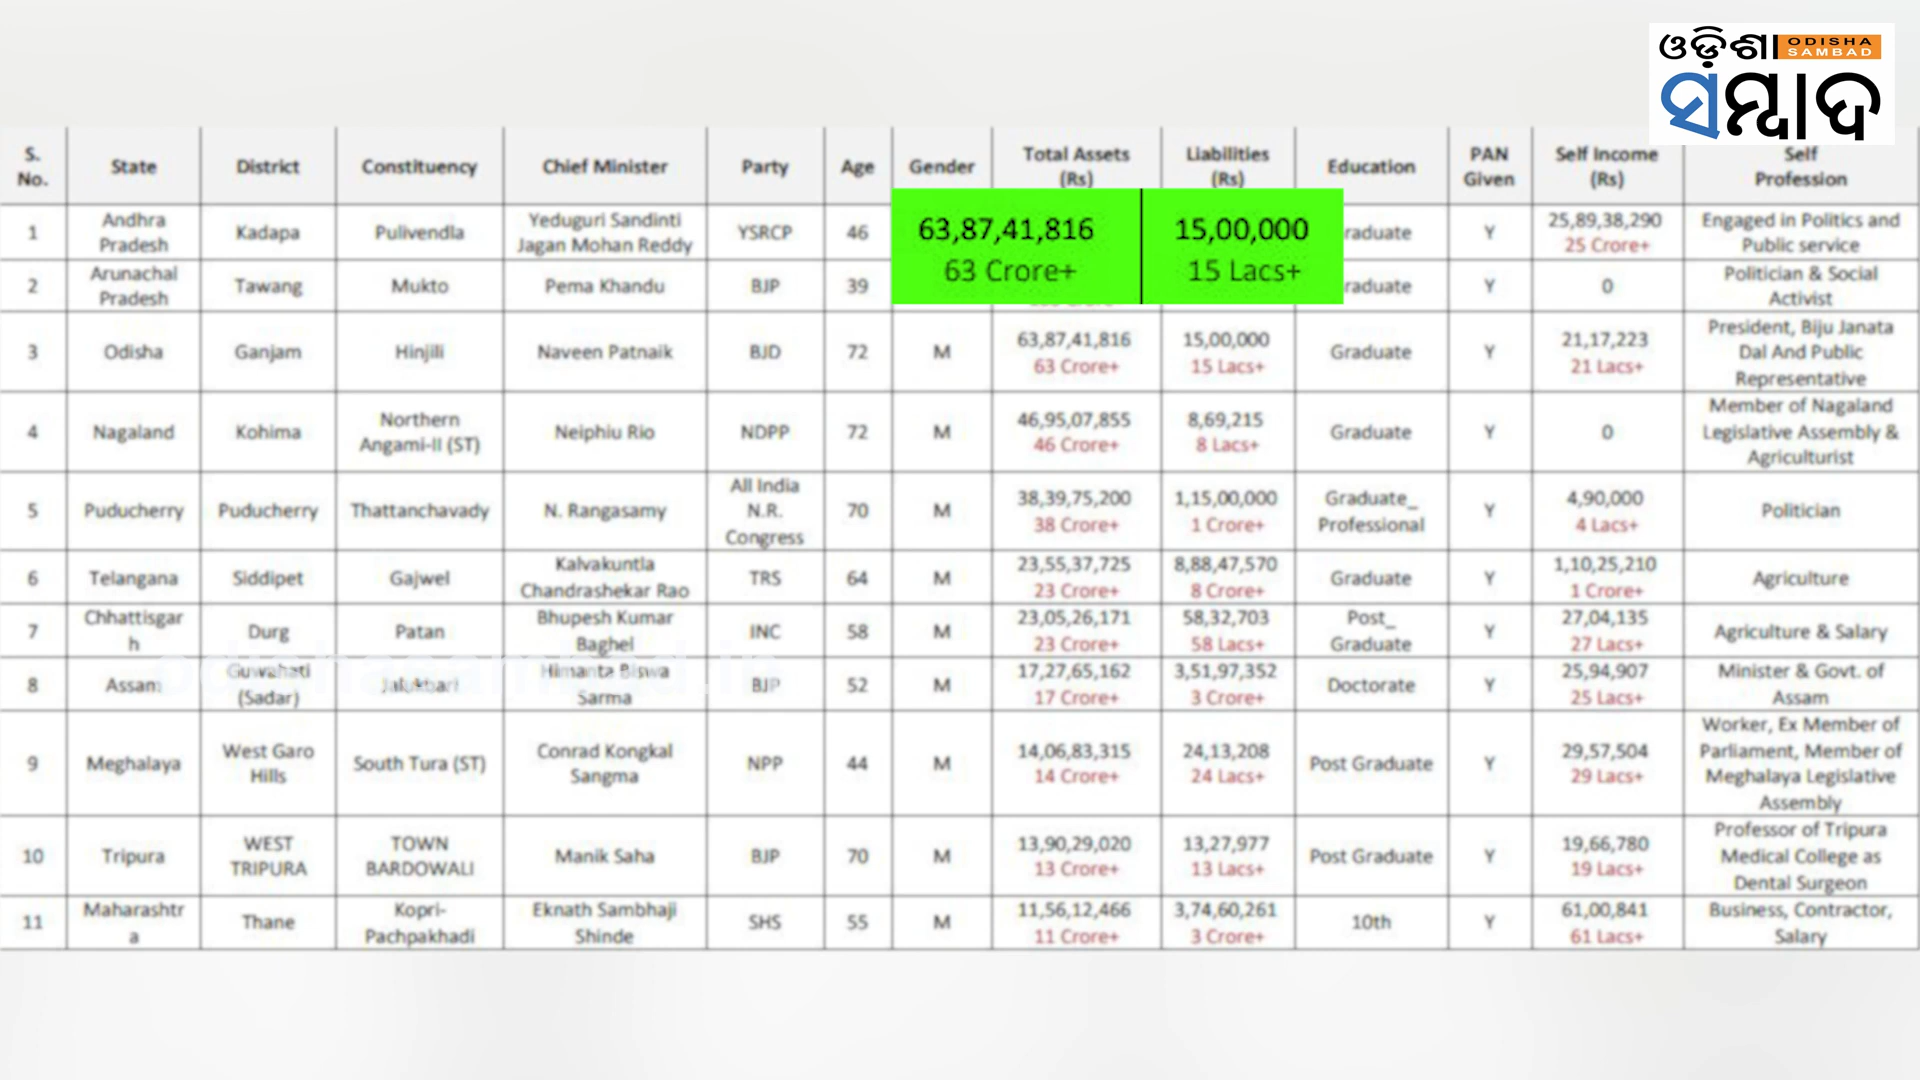 ଓଡ଼ିଶା ODISHA SAMBAD
ସମ୍ବାଦ
S. No. State District Constituency Chief Minister Party Age Gender Total Assets (Rs) Liabilities (Rs) Education PAN Given Self Income (Rs) Self Profession
63,87,41,816 15,00,000
63 Crore+ 15 Lacs+
1 Andhra Pradesh Kadapa Pulivendla Yeduguri Sandinti Jagan Mohan Reddy YSRCP 46 raduate Y 25,89,38,290 25 Crore+ Engaged in Politics and Public service
2 Arunachal Pradesh Tawang Mukto Pema Khandu BJP 39 raduate Y 0 Politician & Social Activist
3 Odisha Ganjam Hinjili Naveen Patnaik BJD 72 M 63,87,41,816 63 Crore+ 15,00,000 15 Lacs+ Graduate Y 21,17,223 21 Lacs+ President, Biju Janata Dal And Public Representative
4 Nagaland Kohima Northern Angami-II (ST) Neiphiu Rio NDPP 72 M 46,95,07,855 46 Crore+ 8,69,215 8 Lacs+ Graduate Y 0 Member of Nagaland Legislative Assembly & Agriculturist
5 Puducherry Puducherry Thattanchavady N. Rangasamy All India N.R. Congress 70 M 38,39,75,200 38 Crore+ 1,15,00,000 1 Crore+ Graduate_ Professional Y 4,90,000 4 Lacs+ Politician
6 Telangana Siddipet Gajwel Kalvakuntla Chandrashekar Rao TRS 64 M 23,55,37,725 23 Crore+ 8,88,47,570 8 Crore+ Graduate Y 1,10,25,210 1 Crore+ Agriculture
7 Chhattisgar h Durg Patan Bhupesh Kumar Baghel INC 58 M 23,05,26,171 23 Crore+ 58,32,703 58 Lacs+ Post_ Graduate Y 27,04,135 27 Lacs+ Agriculture & Salary
8 Assam Guwahati (Sadar) Jalukbari Himanta Biswa Sarma BJP 52 M 17,27,65,162 17 Crore+ 3,51,97,352 3 Crore+ Doctorate Y 25,94,907 25 Lacs+ Minister & Govt. of Assam
9 Meghalaya West Garo Hills South Tura (ST) Conrad Kongkal Sangma NPP 44 M 14,06,83,315 14 Crore+ 24,13,208 24 Lacs+ Post Graduate Y 29,57,504 29 Lacs+ Worker, Ex Member of Parliament, Member of Meghalaya Legislative Assembly
10 Tripura WEST TRIPURA TOWN BARDOWALI Manik Saha BJP 70 M 13,90,29,020 13 Crore+ 13,27,977 13 Lacs+ Post Graduate Y 19,66,780 19 Lacs+ Professor of Tripura Medical College as Dental Surgeon
11 Maharashtr a Thane Kopri-Pachpakhadi Eknath Sambhaji Shinde SHS 55 M 11,56,12,466 11 Crore+ 3,74,60,261 3 Crore+ 10th Y 61,00,841 61 Lacs+ Business, Contractor, Salary